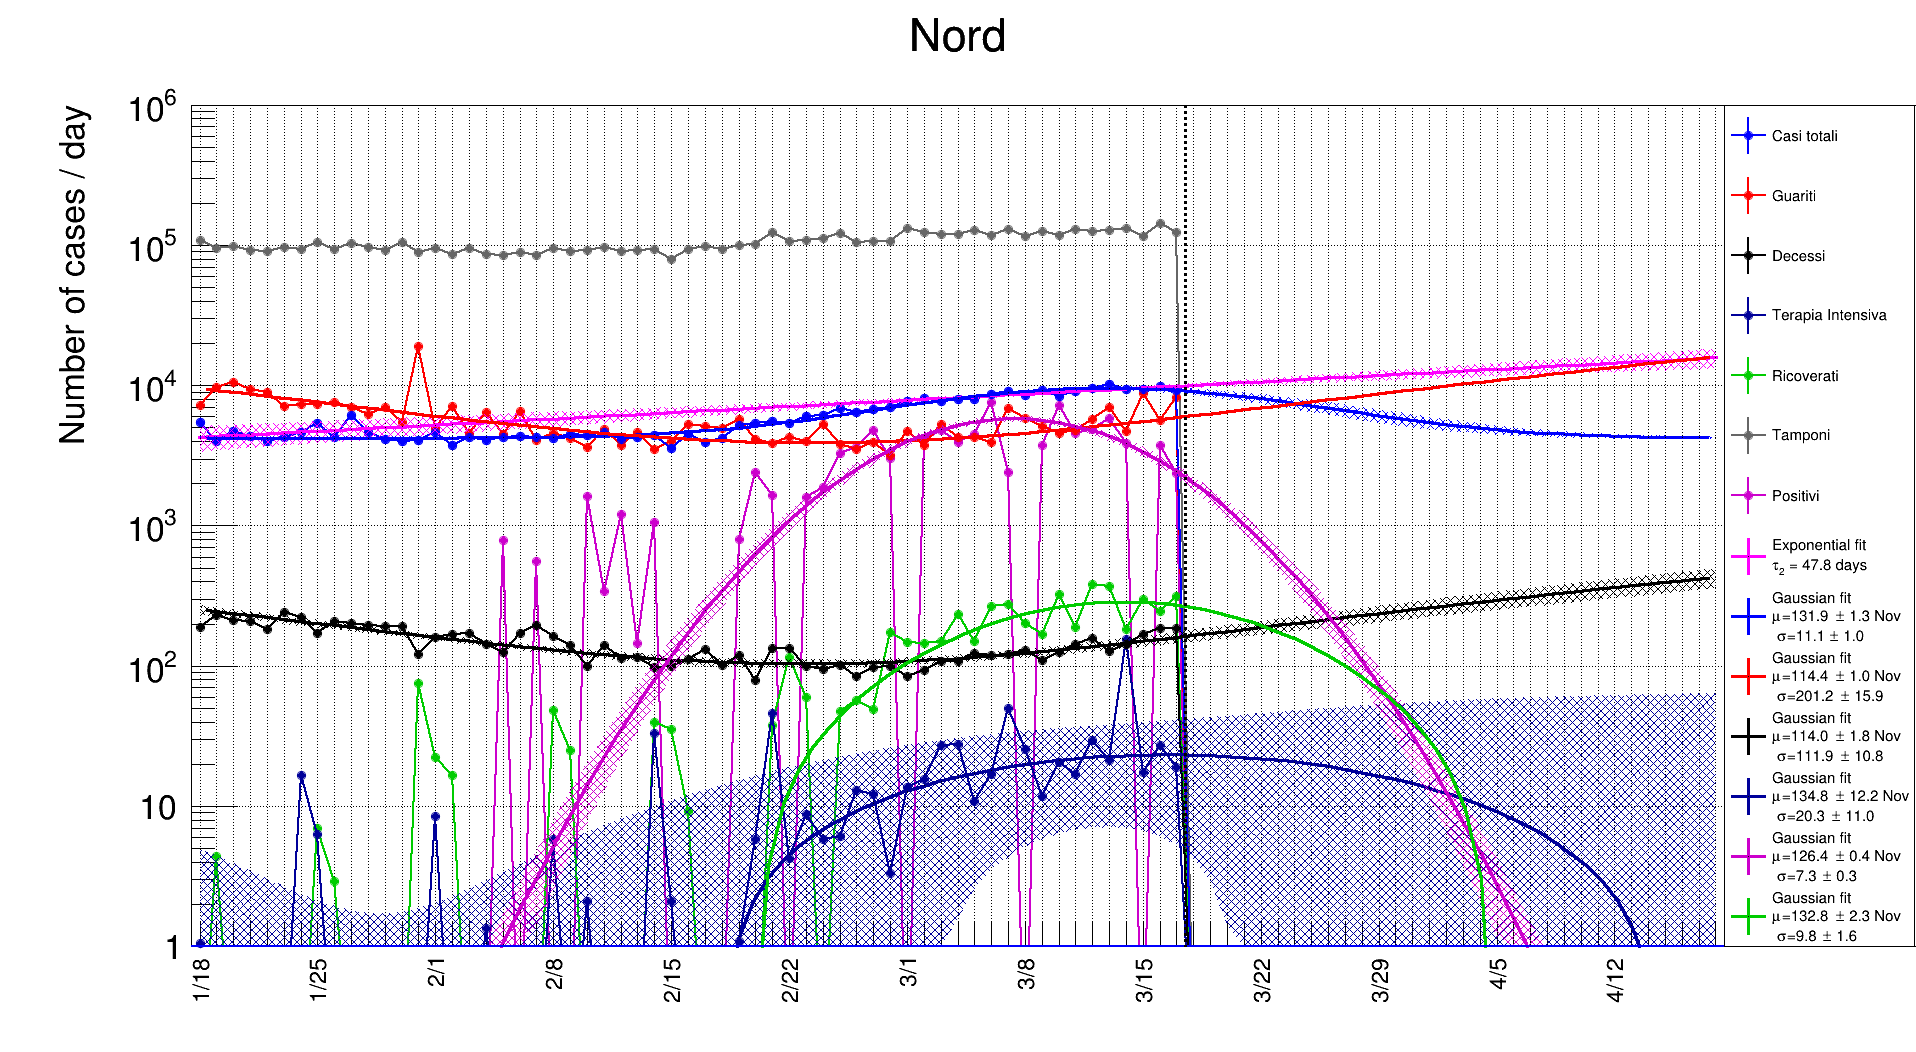 Nord
Number of cases / day
10^6
10^5
10^4
10^3
10^2
10
1
1/18
1/25
2/1
2/8
2/15
2/22
3/1
3/8
3/15
3/22
3/29
4/5
4/12
Casi totali
Guariti
Decessi
Terapia Intensiva
Ricoverati
Tamponi
Positivi
Exponential fit
τ_2 = 47.8 days
Gaussian fit
μ=131.9 ± 1.3 Nov
σ=11.1 ± 1.0
Gaussian fit
μ=114.4 ± 1.0 Nov
σ=201.2 ± 15.9
Gaussian fit
μ=114.0 ± 1.8 Nov
σ=111.9 ± 10.8
Gaussian fit
μ=134.8 ± 12.2 Nov
σ=20.3 ± 11.0
Gaussian fit
μ=126.4 ± 0.4 Nov
σ=7.3 ± 0.3
Gaussian fit
μ=132.8 ± 2.3 Nov
σ=9.8 ± 1.6